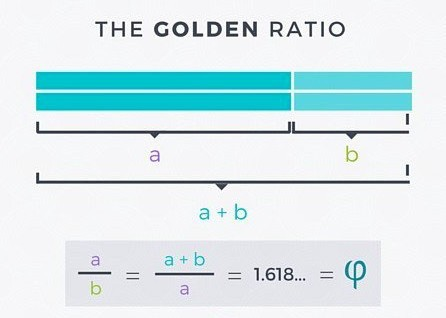 THE GOLDEN RATIO
a
b
a + b
a/b = a + b/a = 1.618... = φ